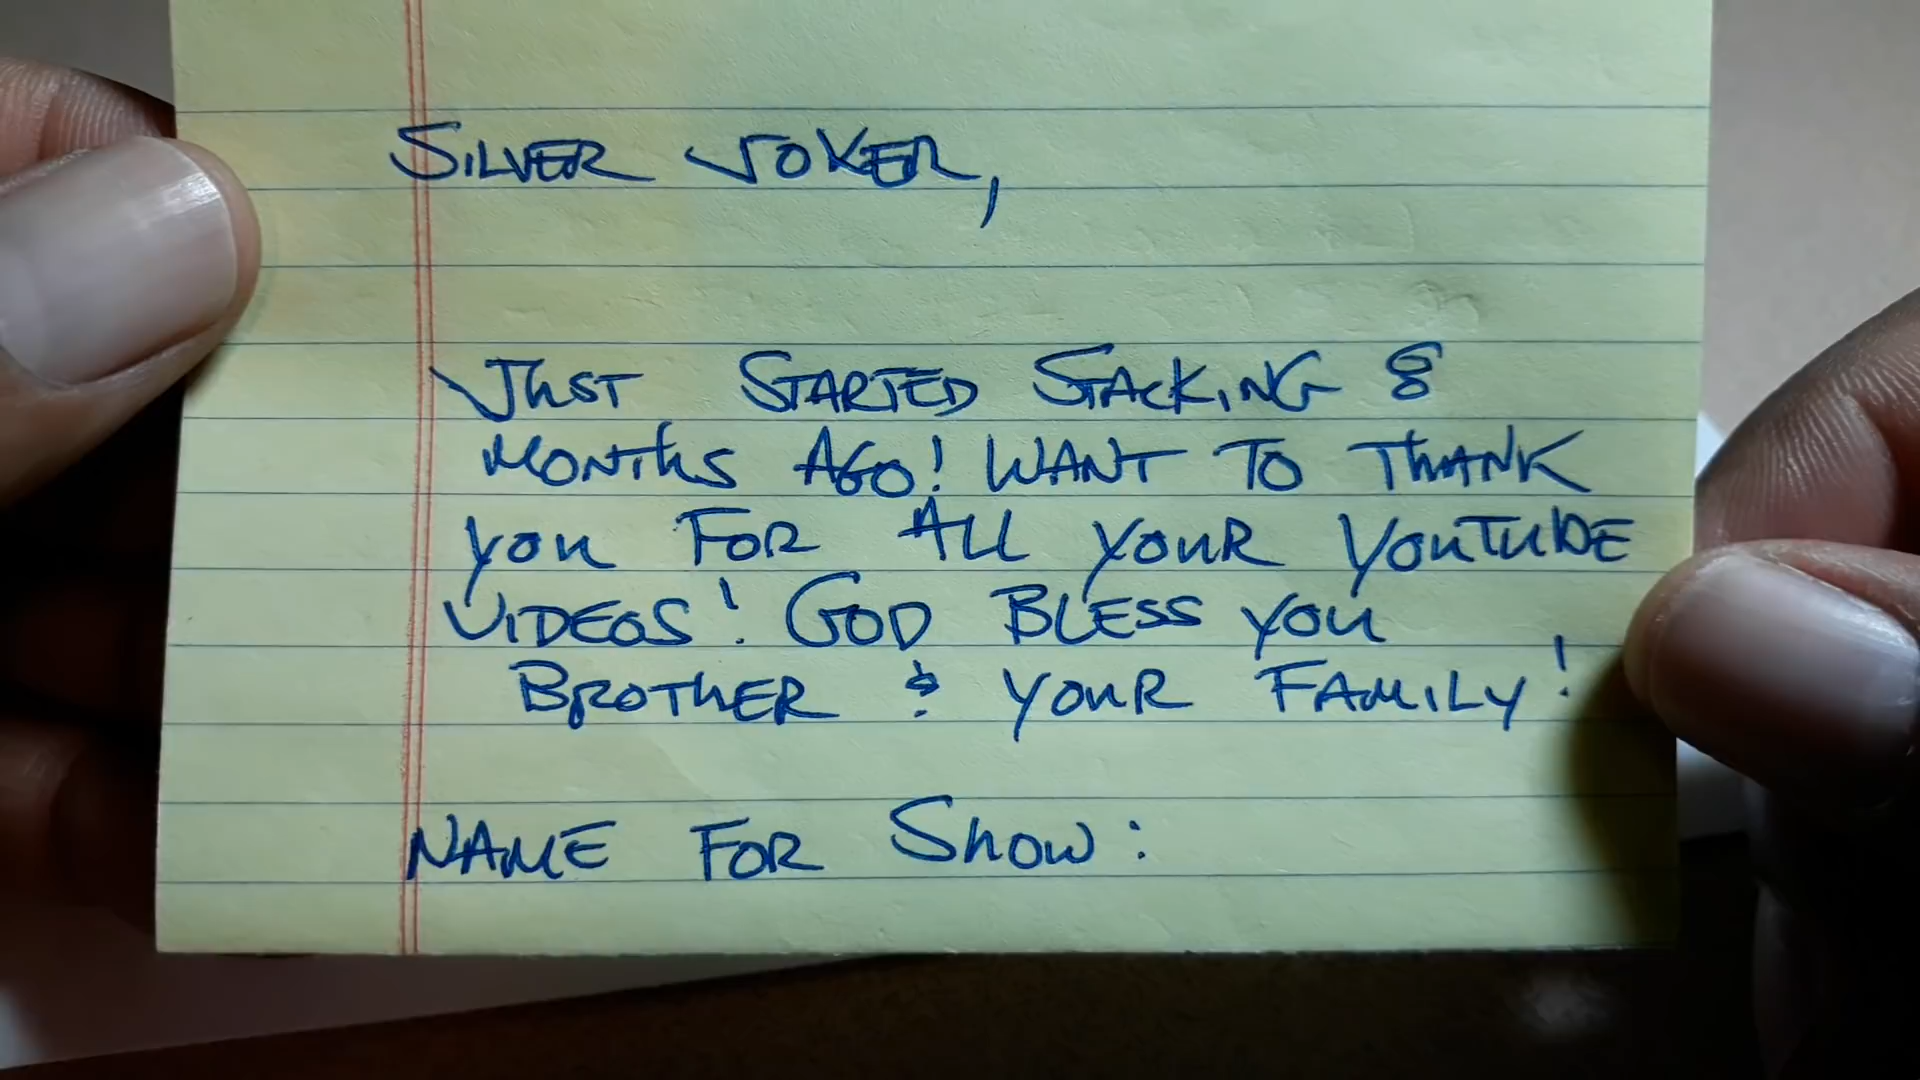 SILVER JOKER,
JUST STARTED STACKING 8
MONTHS AGO! WANT TO THANK
YOU FOR ALL YOUR YOUTUBE
VIDEOS! GOD BLESS YOU
BROTHER & YOUR FAMILY!
NAME FOR SHOW: